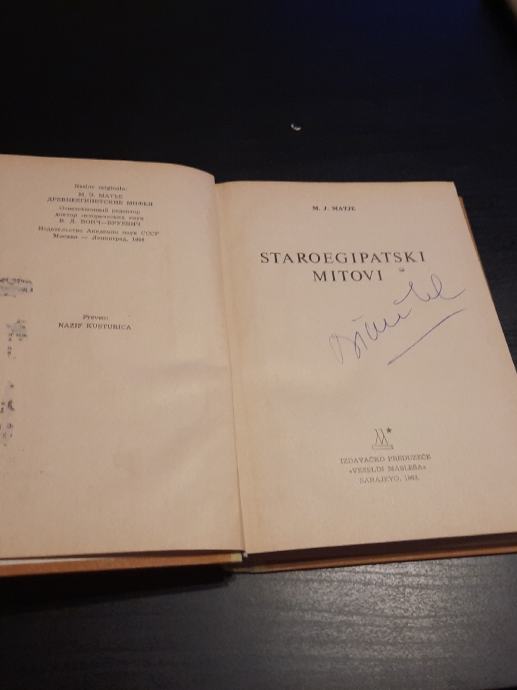 Naslov originala:
М. Э. МАТЬЕ
ДРЕВНЕЕГИПЕТСКИЕ МИФЫ
Ответственный редактор
доктор исторических наук
В. Д. БОНЧ-БРУЕВИЧ
Издательство Академии наук СССР
Москва — Ленинград, 1956
Preveo:
NAZIF KUSTURICA
M. J. MATJE
STAROEGIPATSKI
MITOVI
IZDAVAČKO PREDUZEĆE
»VESELIN MASLEŠA«
SARAJEVO, 1963.